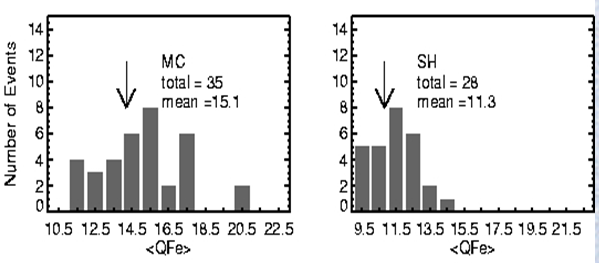 Number of Events
14
12
10
8
6
4
2
0
MC
total = 35
mean =15.1
10.5 12.5 14.5 16.5 18.5 20.5 22.5
<QFe>
14
12
10
8
6
4
2
0
SH
total = 28
mean =11.3
9.5 11.5 13.5 15.5 17.5 19.5 21.5
<QFe>